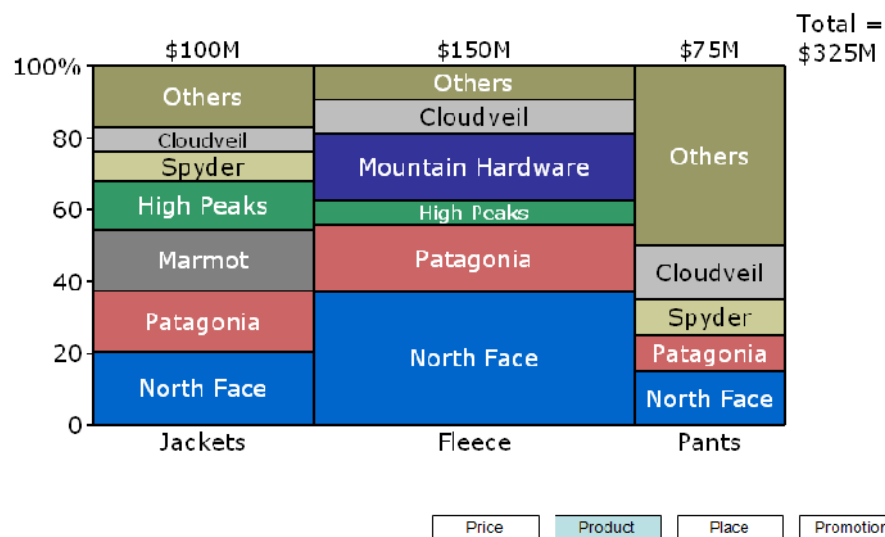 Total =
$325M
$100M
$150M
$75M
100%
80
60
40
20
0
Others
Cloudveil
Spyder
High Peaks
Marmot
Patagonia
North Face
Others
Cloudveil
Mountain Hardware
High Peaks
Patagonia
North Face
Others
Cloudveil
Spyder
Patagonia
North Face
Jackets
Fleece
Pants
Price
Product
Place
Promotion